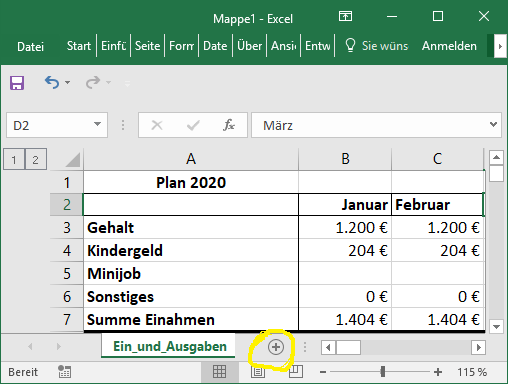 Mappe1 - Excel
Datei Start Einfü Seite Form Date Über Ansi Entw Sie wüns Anmelden
D2 fx März
1 2 A B C
1 Plan 2020
2 Januar Februar
3 Gehalt 1.200 € 1.200 €
4 Kindergeld 204 € 204 €
5 Minijob
6 Sonstiges 0 € 0 €
7 Summe Einahmen 1.404 € 1.404 €
Ein_und_Ausgaben
Bereit 115 %